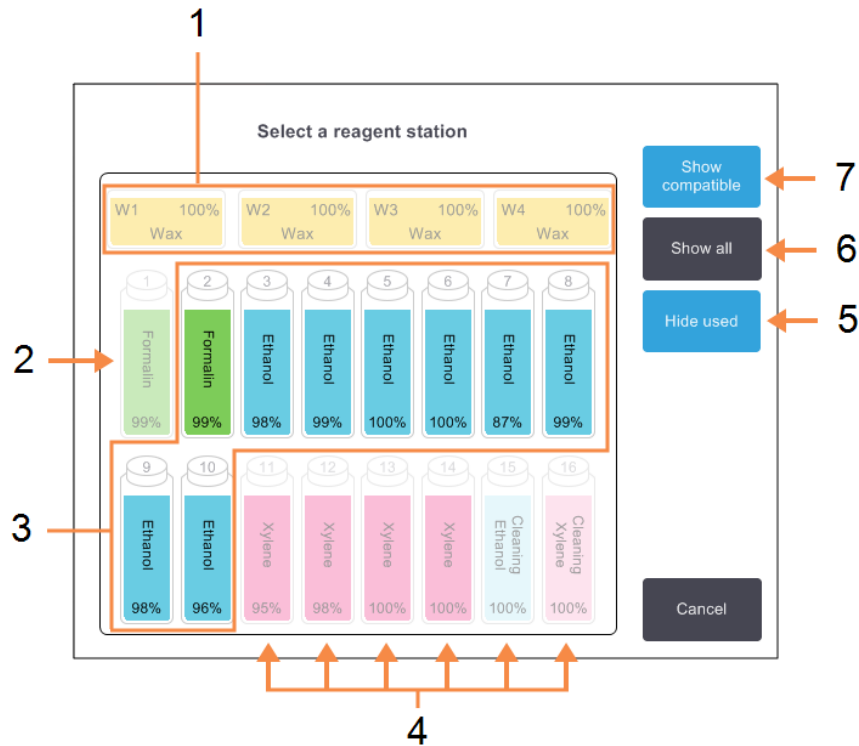 1
Select a reagent station
Show
compatible
7
W1 100%
Wax
W2 100%
Wax
W3 100%
Wax
W4 100%
Wax
Show all
6
Hide used
5
2
1
Formalin
99%
2
Formalin
99%
3
Ethanol
98%
4
Ethanol
99%
5
Ethanol
100%
6
Ethanol
100%
7
Ethanol
87%
8
Ethanol
99%
3
9
Ethanol
98%
10
Ethanol
96%
11
Xylene
95%
12
Xylene
98%
13
Xylene
100%
14
Xylene
100%
15
Cleaning
Ethanol
100%
16
Cleaning
Xylene
100%
Cancel
4